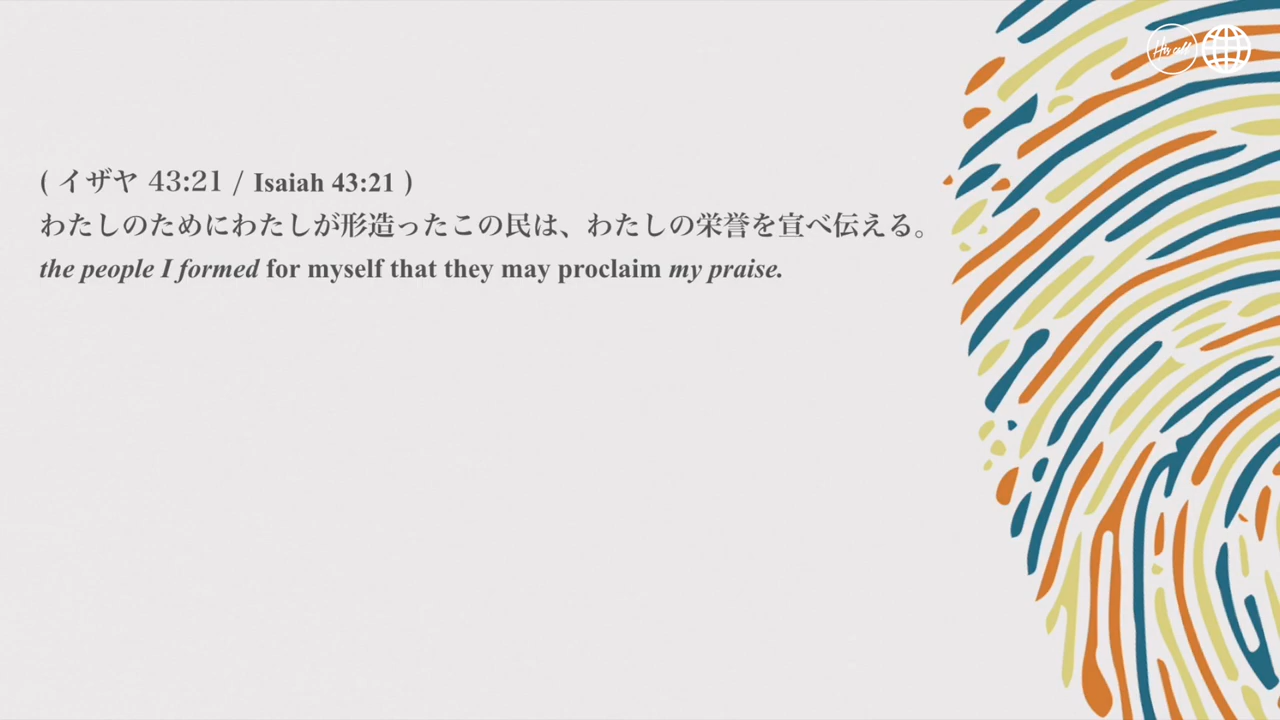 His call
( イザヤ 43:21 / Isaiah 43:21 )
わたしのためにわたしが形造ったこの民は、わたしの栄誉を宣べ伝える。
the people I formed for myself that they may proclaim my praise.